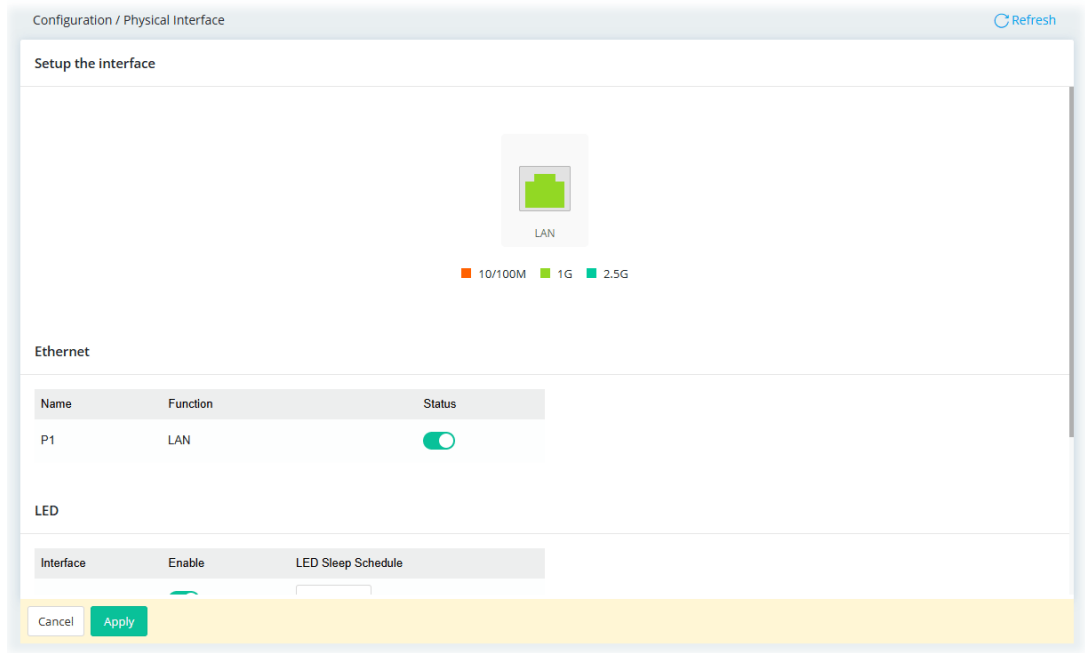 Configuration / Physical Interface
Refresh
Setup the interface
LAN
10/100M 1G 2.5G
Ethernet
Name Function Status
P1 LAN
LED
Interface Enable LED Sleep Schedule
Cancel Apply